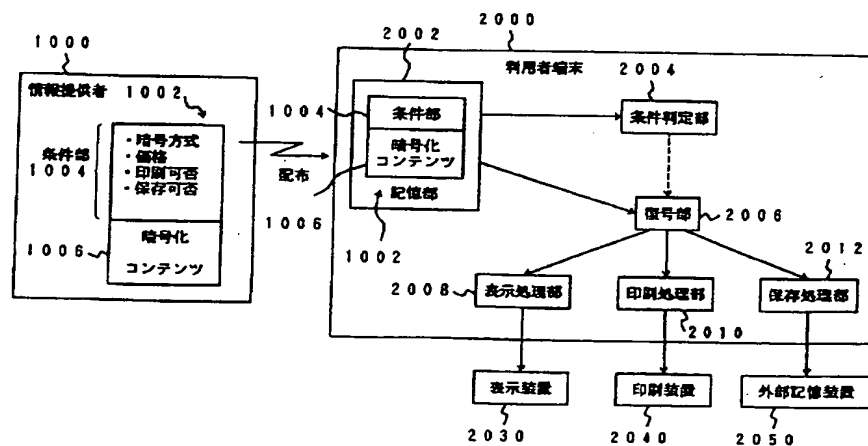 1000
情報提供者
1002
条件部
1004
・暗号方式
・価格
・印刷可否
・保存可否
1006
暗号化
コンテンツ
配布
2000
利用者端末
2002
1004
条件部
暗号化
コンテンツ
1006
記憶部
1002
2004
条件判定部
復号部
2006
2008
表示処理部
印刷処理部
2010
2012
保存処理部
表示装置
2030
印刷装置
2040
外部記憶装置
2050